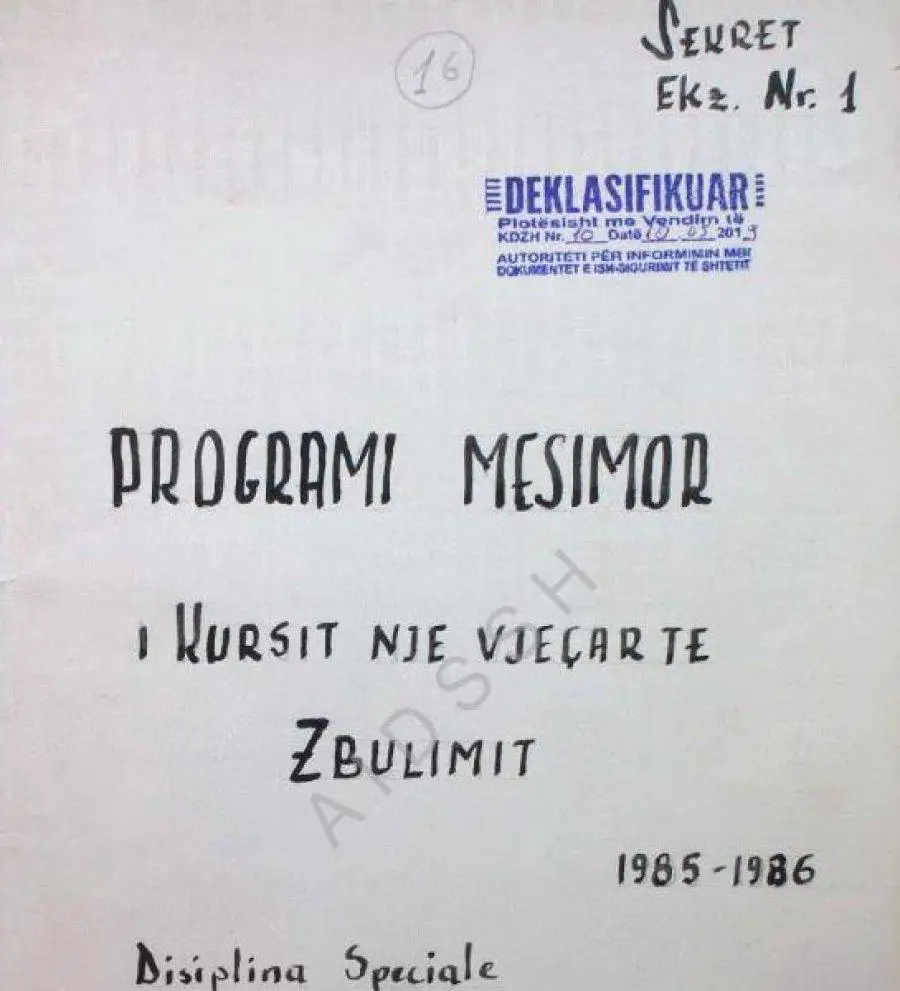 16
SEKRET
EKz. Nr. 1
DEKLASIFIKUAR
Plotësisht me Vendim të
KDZH Nr. 10 Datë 10 2019
AUTORITETI PËR INFORMIMIN MBI
DOKUMENTET E ISH-SIGURIMIT TË SHTETIT
PROGRAMI MESIMOR
I KURSIT NJE VJEÇAR TE
ZBULIMIT
AIDSSH
1985-1986
Disiplina Speciale